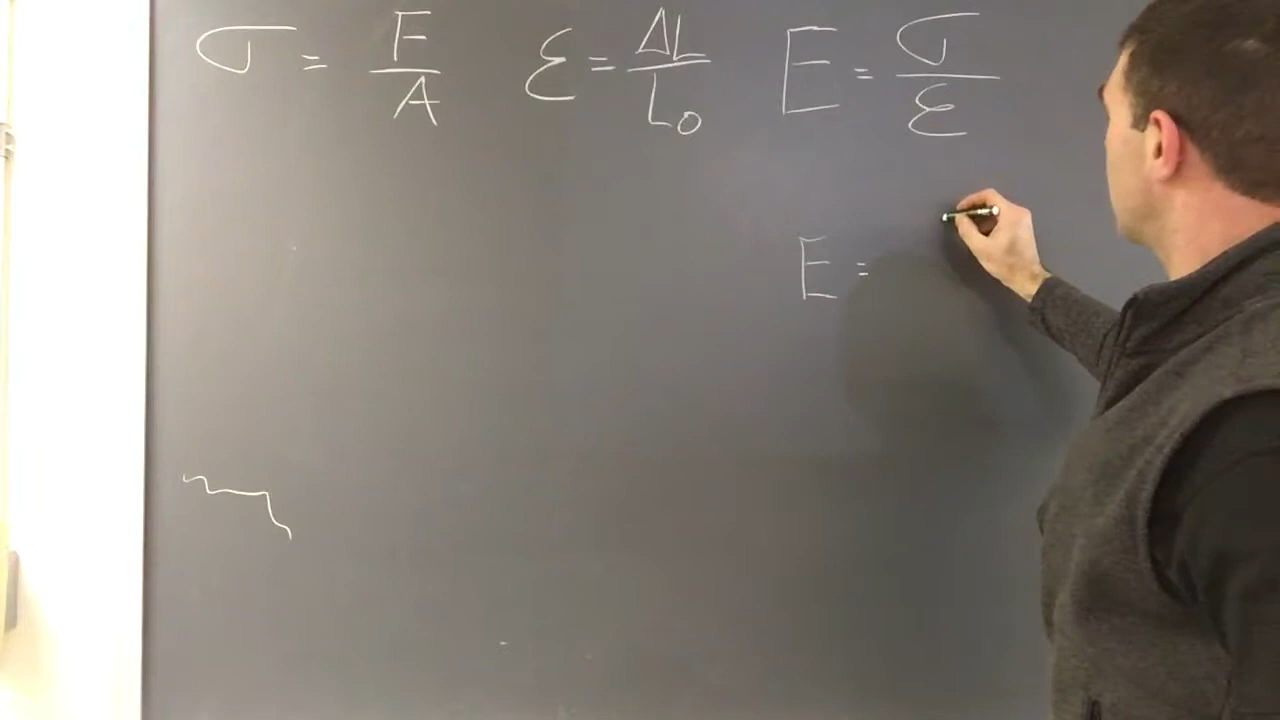 σ = F/A   ε = ΔL/L₀   E = σ/ε
E =